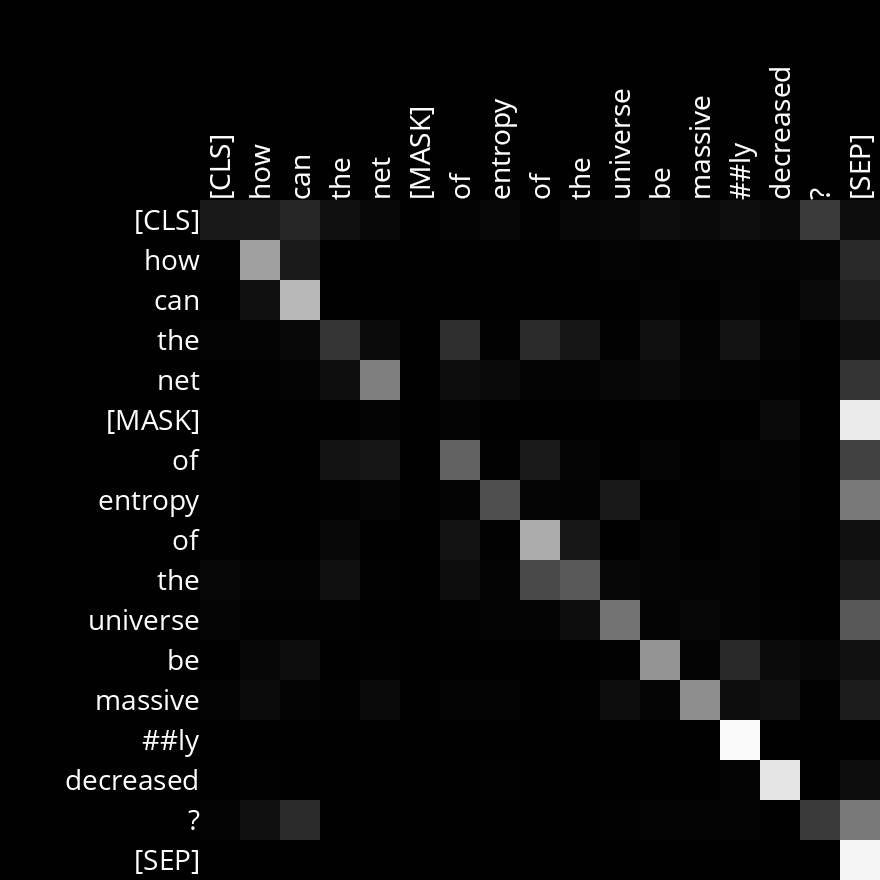 [CLS] how can the net [MASK] of entropy of the universe be massive ##ly decreased ? [SEP]
[CLS]
how
can
the
net
[MASK]
of
entropy
of
the
universe
be
massive
##ly
decreased
?
[SEP]